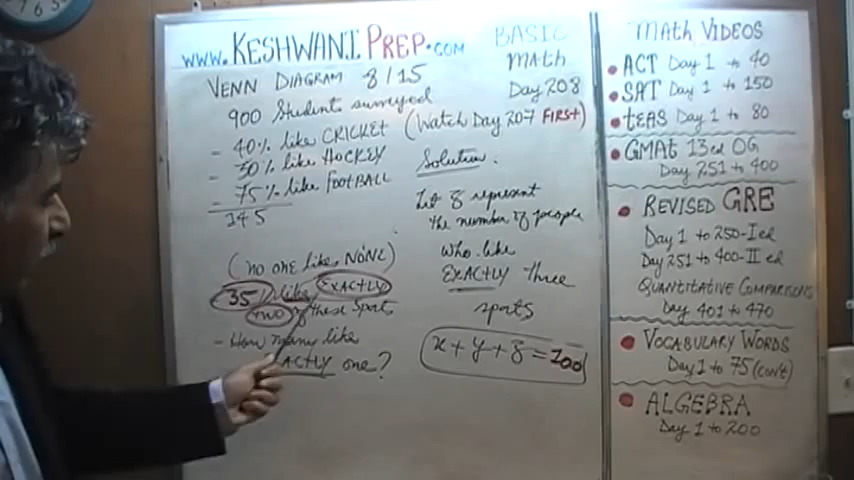 www.KESHWANI PREP.com
VENN DIAGRAM 8/15
900 Students surveyed
- 40% like CRICKET
- 30% like HOCKEY
- 75% like FOOTBALL
145
(no one likes NONE)
35% like EXACTLY
TWO of these Sport,
- How many like
EXACTLY one?
BASIC
MATH
Day 208
(Watch Day 207 FIRST)
Solution.
Let z represent
the number of people
who like
EXACTLY three
sports
x + y + z = 100
MATH VIDEOS
ACT Day 1 to 40
SAT Day 1 to 150
TEAS Day 1 to 80
GMAT 13ed OG
Day 251 to 400
REVISED GRE
Day 1 to 250-I ed
Day 251 to 400-II ed
QUANTITATIVE COMPARISONS
Day 401 to 470
VOCABULARY WORDS
Day 1 to 75 (con't)
ALGEBRA
Day 1 to 200